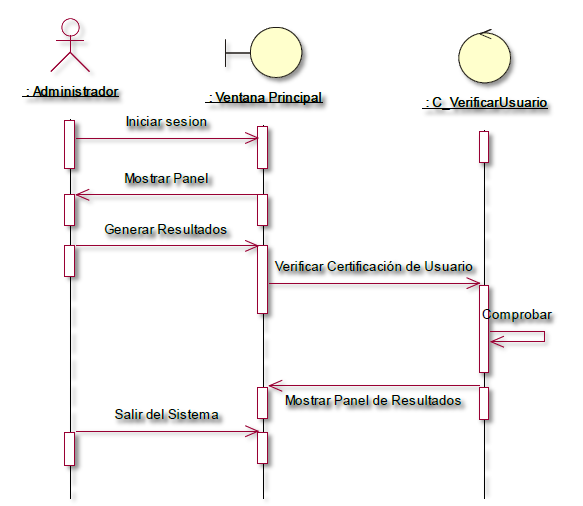 : Administrador
: Ventana Principal
: C_VerificarUsuario
Iniciar sesion
Mostrar Panel
Generar Resultados
Verificar Certificación de Usuario
Comprobar
Mostrar Panel de Resultados
Salir del Sistema